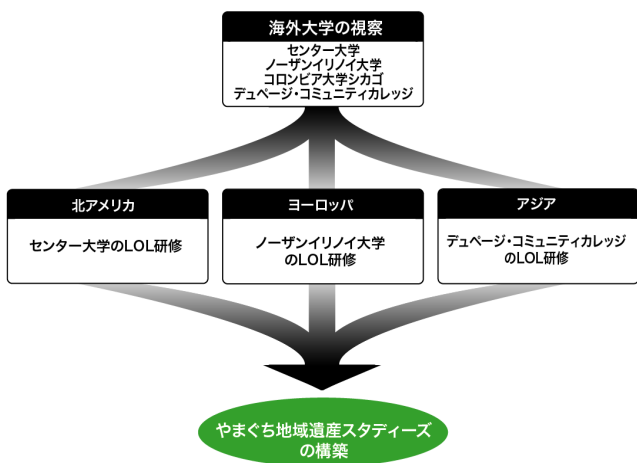 海外大学の視察
センター大学
ノーザンイリノイ大学
コロンビア大学シカゴ
デュページ・コミュニティカレッジ
北アメリカ
センター大学のLOL研修
ヨーロッパ
ノーザンイリノイ大学
のLOL研修
アジア
デュページ・コミュニティカレッジ
のLOL研修
やまぐち地域遺産スタディーズ
の構築